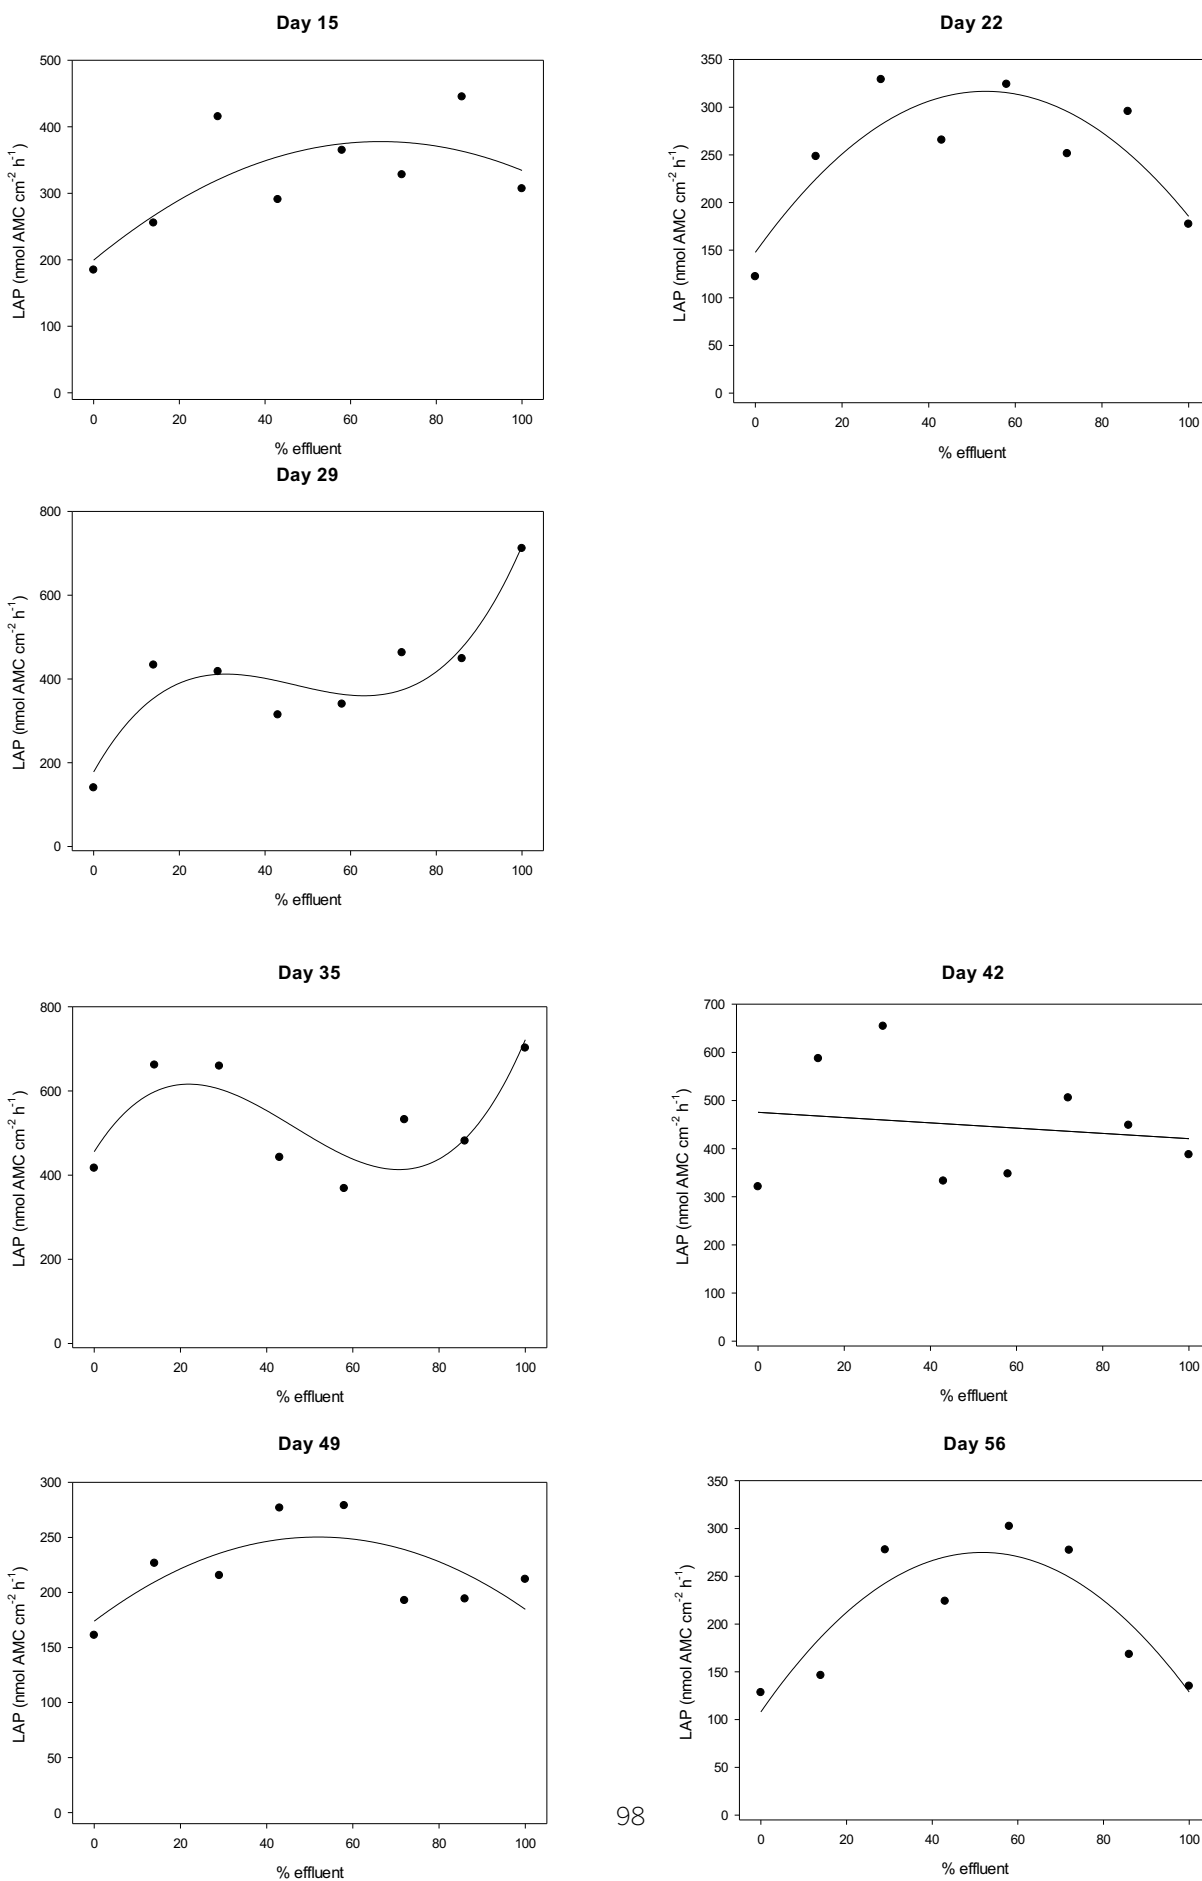 Day 15
500
400
300
200
100
0
LAP (nmol AMC cm⁻² h⁻¹)
0 20 40 60 80 100
% effluent
Day 22
350
300
250
200
150
100
50
0
LAP (nmol AMC cm⁻² h⁻¹)
0 20 40 60 80 100
% effluent
Day 29
800
600
400
200
0
LAP (nmol AMC cm⁻² h⁻¹)
0 20 40 60 80 100
% effluent
Day 35
800
600
400
200
0
LAP (nmol AMC cm⁻² h⁻¹)
0 20 40 60 80 100
% effluent
Day 42
700
600
500
400
300
200
100
0
LAP (nmol AMC cm⁻² h⁻¹)
0 20 40 60 80 100
% effluent
Day 49
300
250
200
150
100
50
0
LAP (nmol AMC cm⁻² h⁻¹)
0 20 40 60 80 100
% effluent
Day 56
350
300
250
200
150
100
50
0
LAP (nmol AMC cm⁻² h⁻¹)
0 20 40 60 80 100
% effluent
98